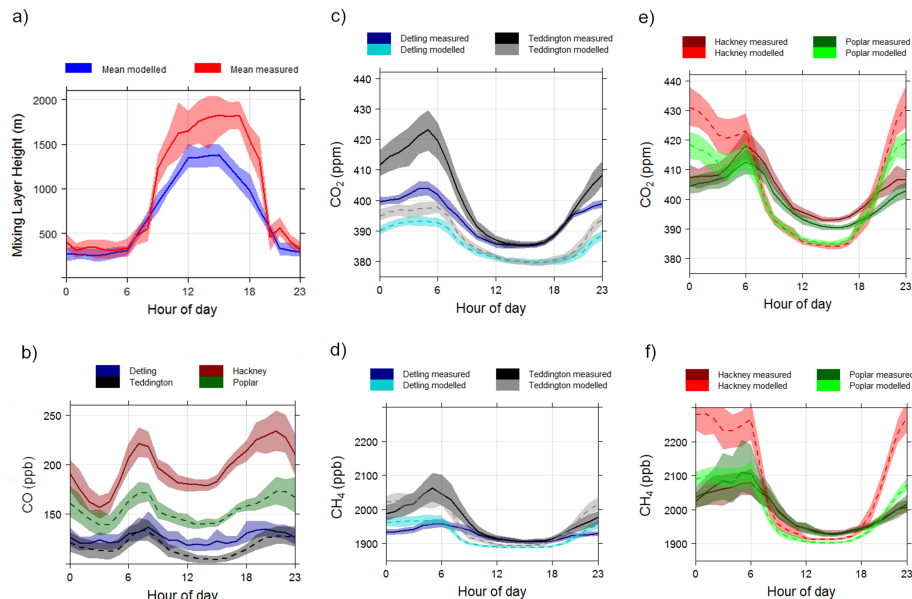 a)
Mean modelled Mean measured
2000
1500
1000
500
Mixing Layer Height (m)
0 6 12 18 23
Hour of day
c)
Detling measured Teddington measured
Detling modelled Teddington modelled
440
420
400
380
CO2 (ppm)
0 6 12 18 23
Hour of day
e)
Hackney measured Poplar measured
Hackney modelled Poplar modelled
440
430
420
410
400
390
380
CO2 (ppm)
0 6 12 18 23
Hour of day
b)
Detling Hackney
Teddington Poplar
250
200
150
CO (ppb)
0 6 12 18 23
Hour of day
d)
Detling measured Teddington measured
Detling modelled Teddington modelled
2200
2100
2000
1900
CH4 (ppb)
0 6 12 18 23
Hour of day
f)
Hackney measured Poplar measured
Hackney modelled Poplar modelled
2200
2100
2000
1900
CH4 (ppb)
0 6 12 18 23
Hour of day